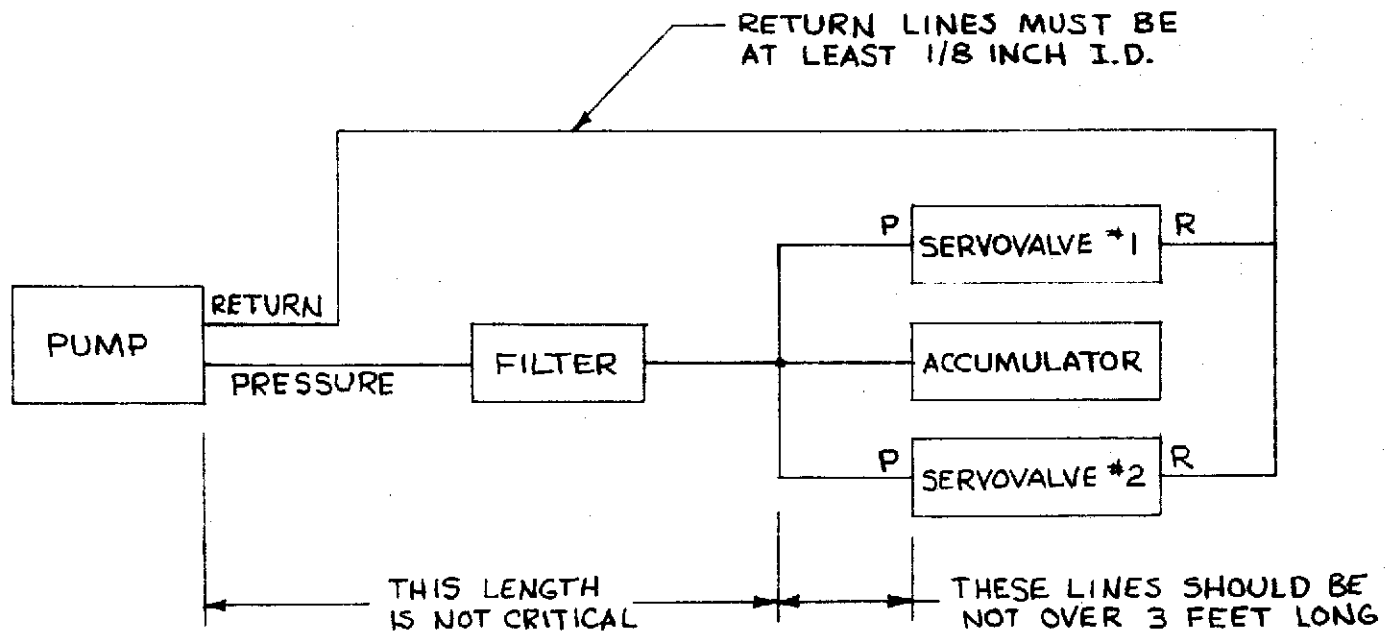 RETURN LINES MUST BE
AT LEAST 1/8 INCH I.D.
P
SERVOVALVE #1
R
RETURN
PUMP
FILTER
ACCUMULATOR
PRESSURE
P
SERVOVALVE #2
R
THIS LENGTH
IS NOT CRITICAL
THESE LINES SHOULD BE
NOT OVER 3 FEET LONG